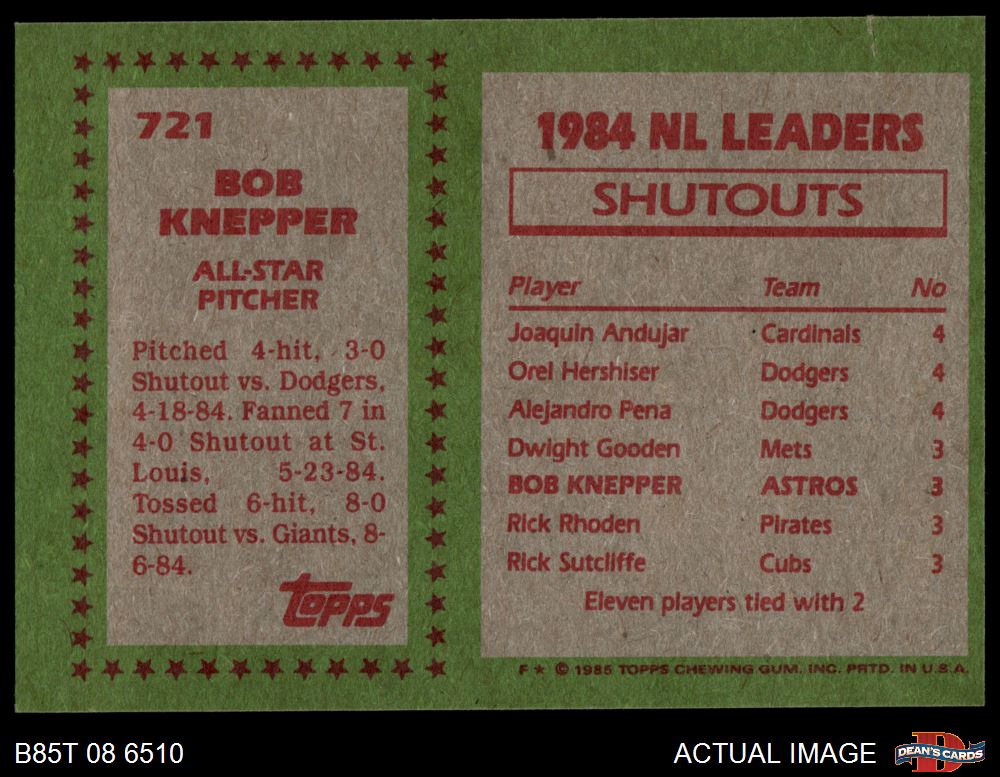 721
BOB
KNEPPER
ALL-STAR
PITCHER
Pitched 4-hit, 3-0
Shutout vs. Dodgers,
4-18-84. Fanned 7 in
4-0 Shutout at St.
Louis, 5-23-84.
Tossed 6-hit, 8-0
Shutout vs. Giants, 8-
6-84.
topps
1984 NL LEADERS
SHUTOUTS
Player Team No
Joaquin Andujar Cardinals 4
Orel Hershiser Dodgers 4
Alejandro Pena Dodgers 4
Dwight Gooden Mets 3
BOB KNEPPER ASTROS 3
Rick Rhoden Pirates 3
Rick Sutcliffe Cubs 3
Eleven players tied with 2
F ★ © 1985 TOPPS CHEWING GUM, INC. PRTD. IN U.S.A.
B85T 08 6510
ACTUAL IMAGE
D
DEAN'S CARDS